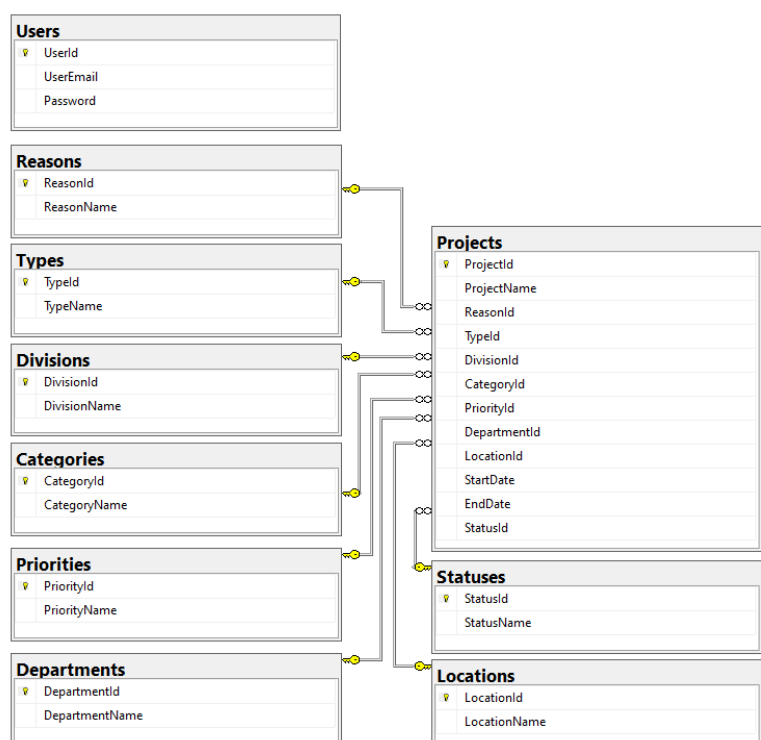 Users
UserId
UserEmail
Password
Reasons
ReasonId
ReasonName
Types
TypeId
TypeName
Divisions
DivisionId
DivisionName
Categories
CategoryId
CategoryName
Priorities
PriorityId
PriorityName
Departments
DepartmentId
DepartmentName
Projects
ProjectId
ProjectName
ReasonId
TypeId
DivisionId
CategoryId
PriorityId
DepartmentId
LocationId
StartDate
EndDate
StatusId
Statuses
StatusId
StatusName
Locations
LocationId
LocationName